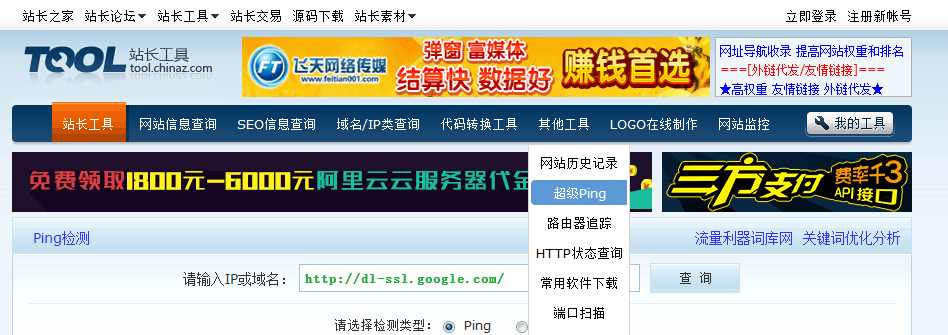 站长之家 站长论坛 站长工具 站长交易 源码下载 站长素材 立即登录 注册新帐号
TOOL 站长工具
tool.chinaz.com
飞天网络传媒
www.feitian001.com
弹窗 富媒体
结算快 数据好
赚钱首选
网址导航收录 提高网站权重和排名
===[外链代发/友情链接]===
★高权重 友情链接 外链代发★
站长工具 网站信息查询 SEO信息查询 域名/IP类查询 代码转换工具 其他工具 LOGO在线制作 网站监控 我的工具
网站历史记录
超级Ping
路由器追踪
HTTP状态查询
常用软件下载
端口扫描
免费领取1800元-6000元阿里云云服务器代金
三方支付 费率千3
API接口
Ping检测 流量利器词库网 关键词优化分析
请输入IP或域名： http://dl-ssl.google.com/ 查 询
请选择检测类型： Ping